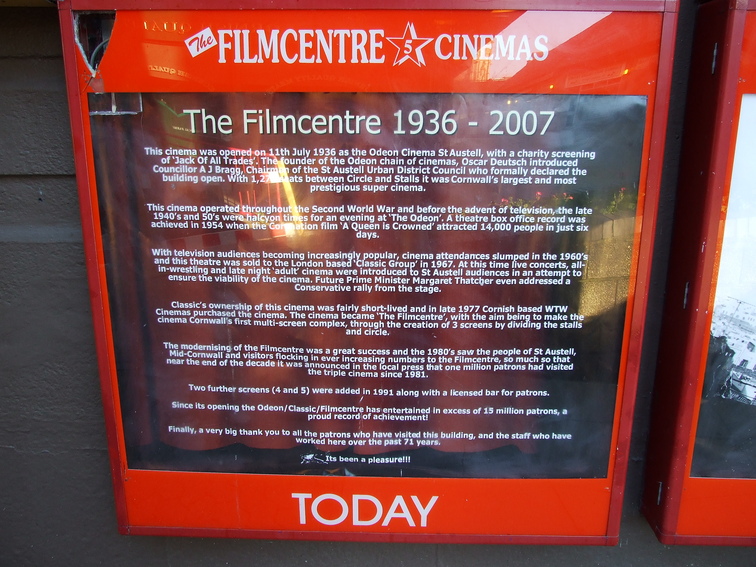 The FILMCENTRE 5 CINEMAS
The Filmcentre 1936 - 2007
This cinema was opened on 11th July 1936 as the Odeon Cinema St Austell, with a charity screening
of 'Jack Of All Trades'. The founder of the Odeon chain of cinemas, Oscar Deutsch introduced
Councillor A J Bragg, Chairman of the St Austell Urban District Council who formally declared the
building open. With seats between Circle and Stalls it was Cornwall's largest and most
prestigious super cinema.
This cinema operated throughout the Second World War and before the advent of television, the late
1940's and 50's were halcyon times for an evening at 'The Odeon'. A theatre box office record was
achieved in 1954 when the Coronation film 'A Queen is Crowned' attracted 14,000 people in just six
days.
With television audiences becoming increasingly popular, cinema attendances slumped in the 1960's
and this theatre was sold to the London based 'Classic Group' in 1967. At this time live concerts, all-
in-wrestling and late night 'adult' cinema were introduced to St Austell audiences in an attempt to
ensure the viability of the cinema. Future Prime Minister Margaret Thatcher even addressed a
Conservative rally from the stage.
Classic's ownership of this cinema was fairly short-lived and in late 1977 Cornish based WTW
Cinemas purchased the cinema. The cinema became 'The Filmcentre', with the aim being to make the
cinema Cornwall's first multi-screen complex, through the creation of 3 screens by dividing the stalls
and circle.
The modernising of the Filmcentre was a great success and the 1980's saw the people of St Austell,
Mid-Cornwall and visitors flocking in ever increasing numbers to the Filmcentre, so much so that
near the end of the decade it was announced in the local press that one million patrons had visited
the triple cinema since 1981.
Two further screens (4 and 5) were added in 1991 along with a licensed bar for patrons.
Since its opening the Odeon/Classic/Filmcentre has entertained in excess of 15 million patrons, a
proud record of achievement!
Finally, a very big thank you to all the patrons who have visited this building, and the staff who have
worked here over the past 71 years.
Its been a pleasure!!!
TODAY